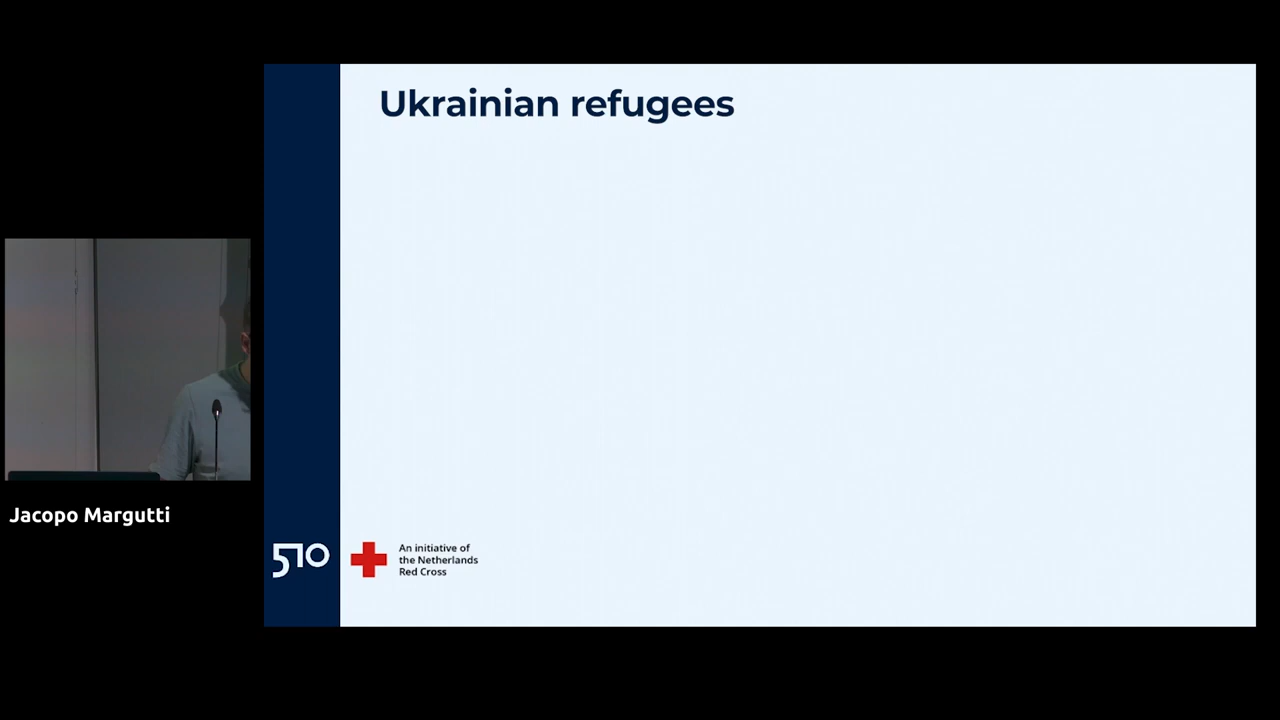 Ukrainian refugees
Jacopo Margutti
510
An initiative of
the Netherlands
Red Cross